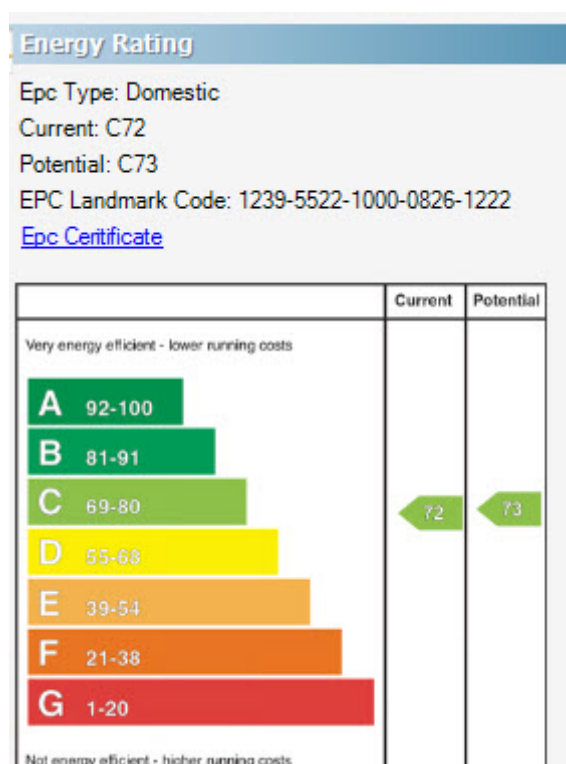 Energy Rating
Epc Type: Domestic
Current: C72
Potential: C73
EPC Landmark Code: 1239-5522-1000-0826-1222
Epc Ceritificate
Current Potential
Very energy efficient - lower running costs
A 92-100
B 81-91
C 69-80 72 73
D 55-68
E 39-54
F 21-38
G 1-20
Not energy efficient - higher running costs